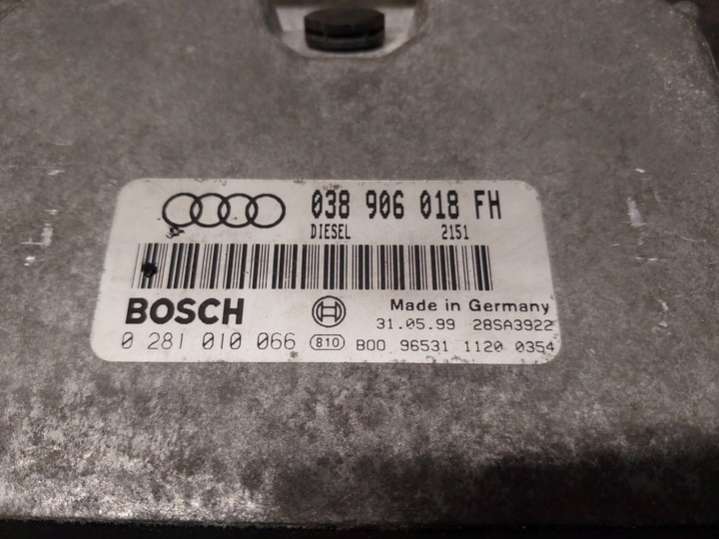 038 906 018 FH
DIESEL 2151
BOSCH
Made in Germany
31.05.99 28SA3922
0 281 010 066 B10 B00 96531 1120 0354